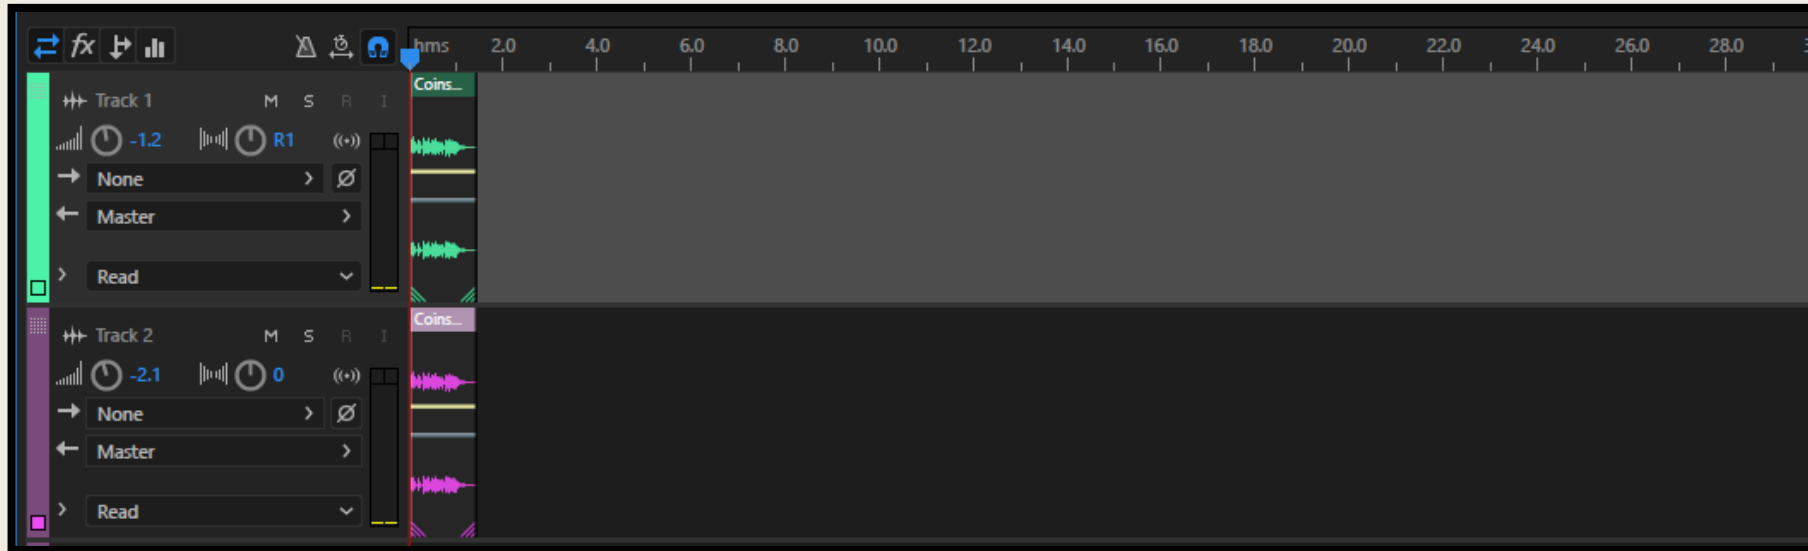 fx hms 2.0 4.0 6.0 8.0 10.0 12.0 14.0 16.0 18.0 20.0 22.0 24.0 26.0 28.0
Coins...
Track 1 M S R I
-1.2 R1
None
Master
Read
Coins...
Track 2 M S R I
-2.1 0
None
Master
Read